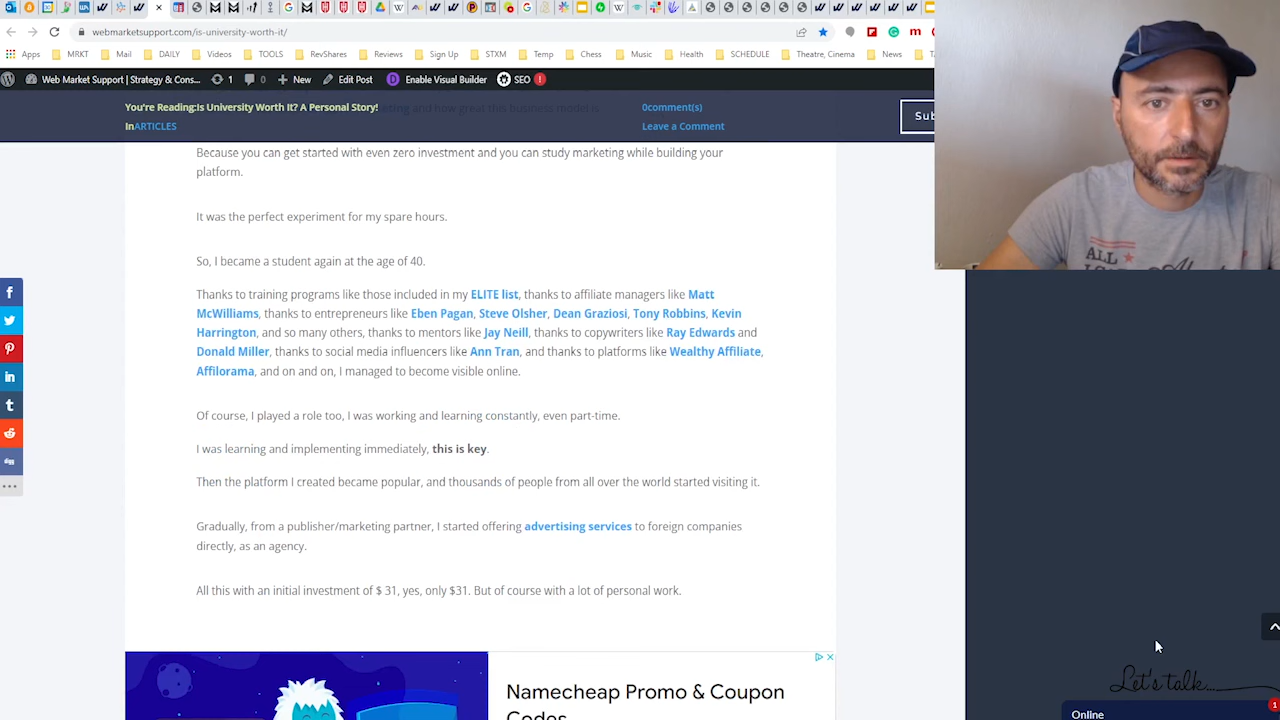 webmarketsupport.com/is-university-worth-it/
Apps MRKT Mail DAILY Videos TOOLS RevShares Reviews Sign Up STXM Temp Chess Music Health SCHEDULE Theatre, Cinema News
Web Market Support | Strategy & Cons... 1 0 New Edit Post Enable Visual Builder SEO !
You're Reading:Is University Worth It? A Personal Story!
InARTICLES
0comment(s)
Leave a Comment
eting and how great this business model is
Because you can get started with even zero investment and you can study marketing while building your
platform.
It was the perfect experiment for my spare hours.
So, I became a student again at the age of 40.
Thanks to training programs like those included in my ELITE list, thanks to affiliate managers like Matt
McWilliams, thanks to entrepreneurs like Eben Pagan, Steve Olsher, Dean Graziosi, Tony Robbins, Kevin
Harrington, and so many others, thanks to mentors like Jay Neill, thanks to copywriters like Ray Edwards and
Donald Miller, thanks to social media influencers like Ann Tran, and thanks to platforms like Wealthy Affiliate,
Affilorama, and on and on, I managed to become visible online.
Of course, I played a role too, I was working and learning constantly, even part-time.
I was learning and implementing immediately, this is key.
Then the platform I created became popular, and thousands of people from all over the world started visiting it.
Gradually, from a publisher/marketing partner, I started offering advertising services to foreign companies
directly, as an agency.
All this with an initial investment of $ 31, yes, only $31. But of course with a lot of personal work.
Namecheap Promo & Coupon
Codes
ALL
Let's talk...
Online
1